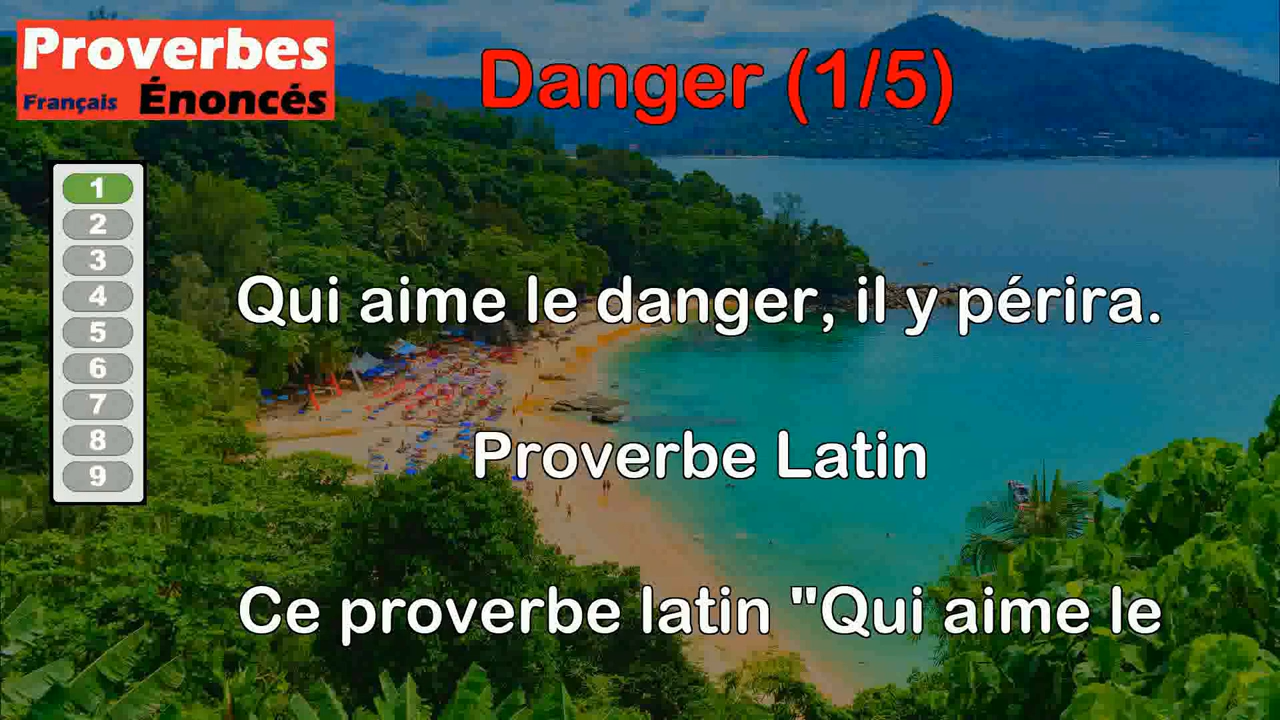 Proverbes
Français Énoncés
Danger (1/5)
1
2
3
4
5
6
7
8
9
Qui aime le danger, il y périra.
Proverbe Latin
Ce proverbe latin "Qui aime le